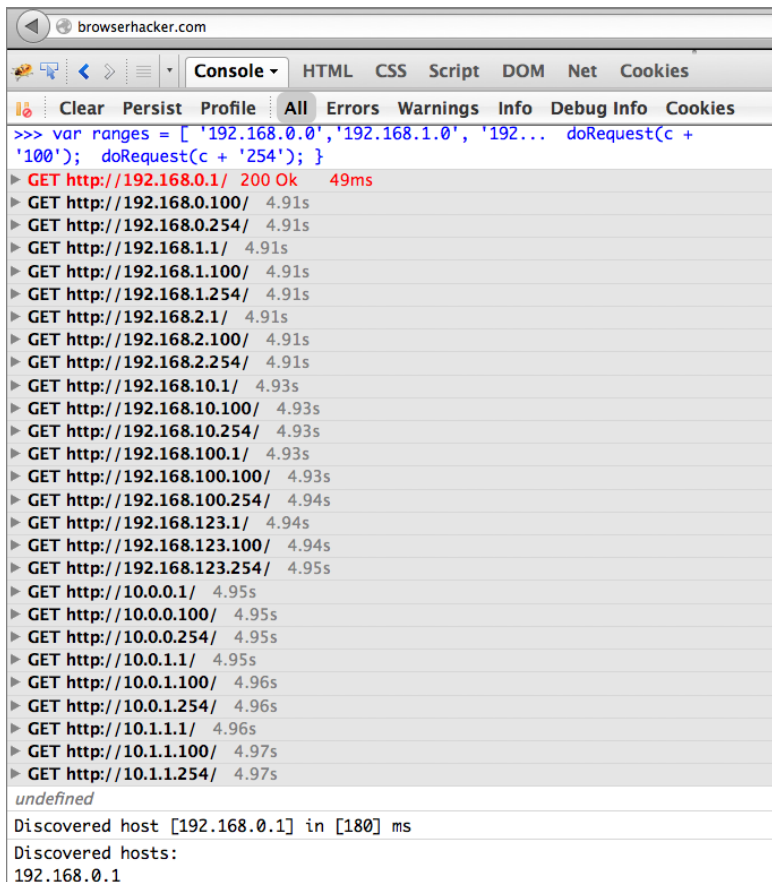 browserhacker.com
Console HTML CSS Script DOM Net Cookies
Clear Persist Profile All Errors Warnings Info Debug Info Cookies
>>> var ranges = [ '192.168.0.0','192.168.1.0', '192... doRequest(c +
'100'); doRequest(c + '254'); }
GET http://192.168.0.1/ 200 Ok 49ms
GET http://192.168.0.100/ 4.91s
GET http://192.168.0.254/ 4.91s
GET http://192.168.1.1/ 4.91s
GET http://192.168.1.100/ 4.91s
GET http://192.168.1.254/ 4.91s
GET http://192.168.2.1/ 4.91s
GET http://192.168.2.100/ 4.91s
GET http://192.168.2.254/ 4.91s
GET http://192.168.10.1/ 4.93s
GET http://192.168.10.100/ 4.93s
GET http://192.168.10.254/ 4.93s
GET http://192.168.100.1/ 4.93s
GET http://192.168.100.100/ 4.93s
GET http://192.168.100.254/ 4.94s
GET http://192.168.123.1/ 4.94s
GET http://192.168.123.100/ 4.94s
GET http://192.168.123.254/ 4.95s
GET http://10.0.0.1/ 4.95s
GET http://10.0.0.100/ 4.95s
GET http://10.0.0.254/ 4.95s
GET http://10.0.1.1/ 4.95s
GET http://10.0.1.100/ 4.96s
GET http://10.0.1.254/ 4.96s
GET http://10.1.1.1/ 4.96s
GET http://10.1.1.100/ 4.97s
GET http://10.1.1.254/ 4.97s
undefined
Discovered host [192.168.0.1] in [180] ms
Discovered hosts:
192.168.0.1